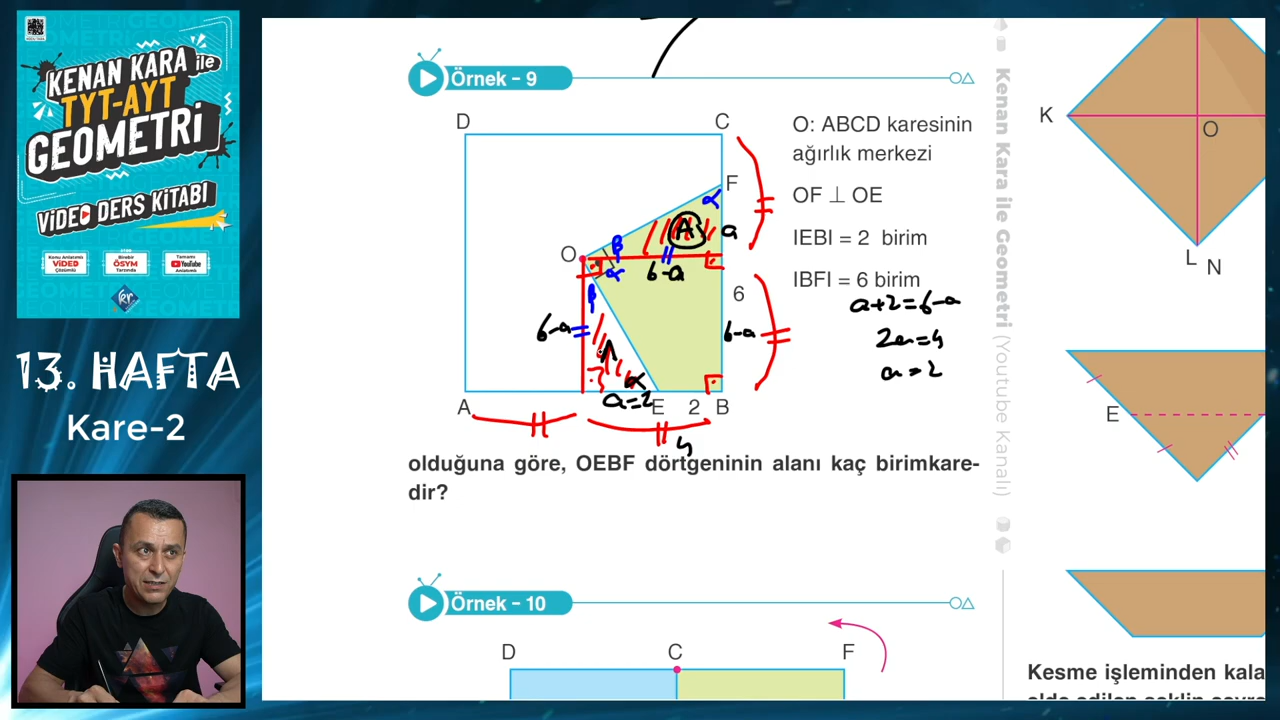 KENAN KARA ile
TYT-AYT
GEOMETRİ
VİDEO DERS KİTABI
13. HAFTA
Kare-2
Örnek - 9
D
C
F
O
A
E
2
B
6
α
β
A
a
6-a
α
β
6-a
6-a
A
α
a=2
4
O: ABCD karesinin
ağırlık merkezi
OF ⊥ OE
IEBI = 2 birim
IBFI = 6 birim
a+2=6-a
2a=4
a=2
olduğuna göre, OEBF dörtgeninin alanı kaç birimkare-
dir?
Örnek - 10
D
C
F
Kenan Kara ile Geometri (Youtube Kanalı)
K
O
L
N
E
Kesme işleminden kala